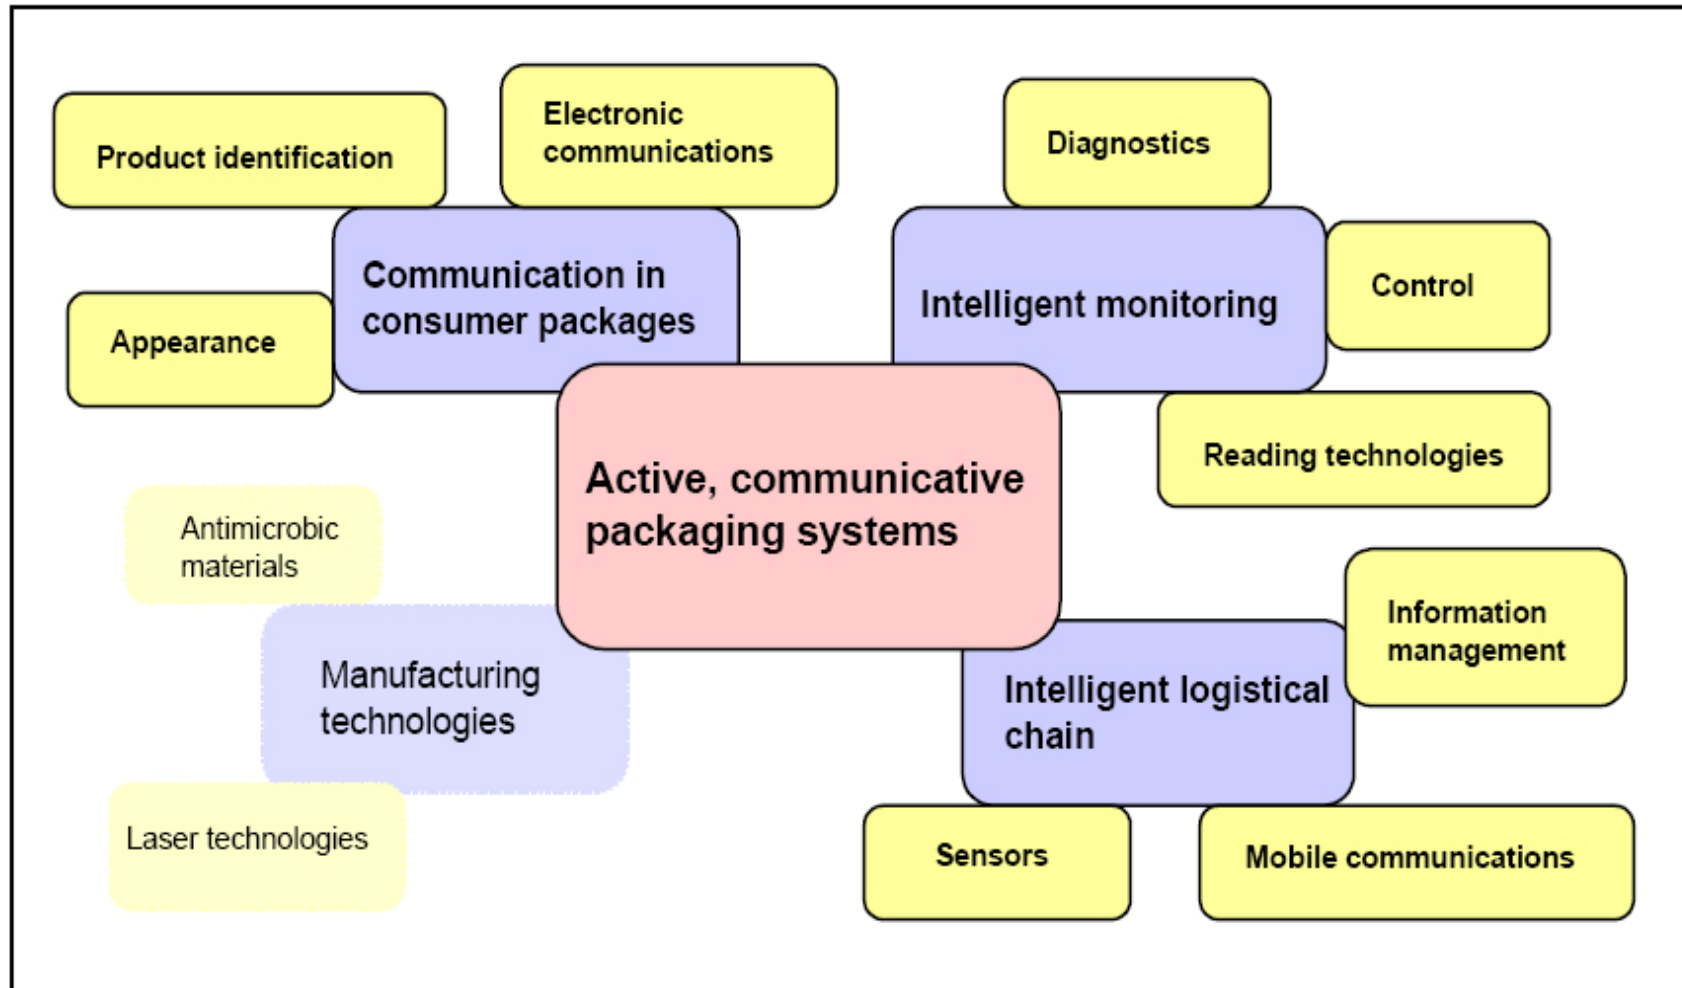 Product identification
Electronic
communications
Diagnostics
Communication in
consumer packages
Intelligent monitoring
Control
Appearance
Reading technologies
Active, communicative
packaging systems
Antimicrobic
materials
Information
management
Manufacturing
technologies
Intelligent logistical
chain
Laser technologies
Sensors
Mobile communications